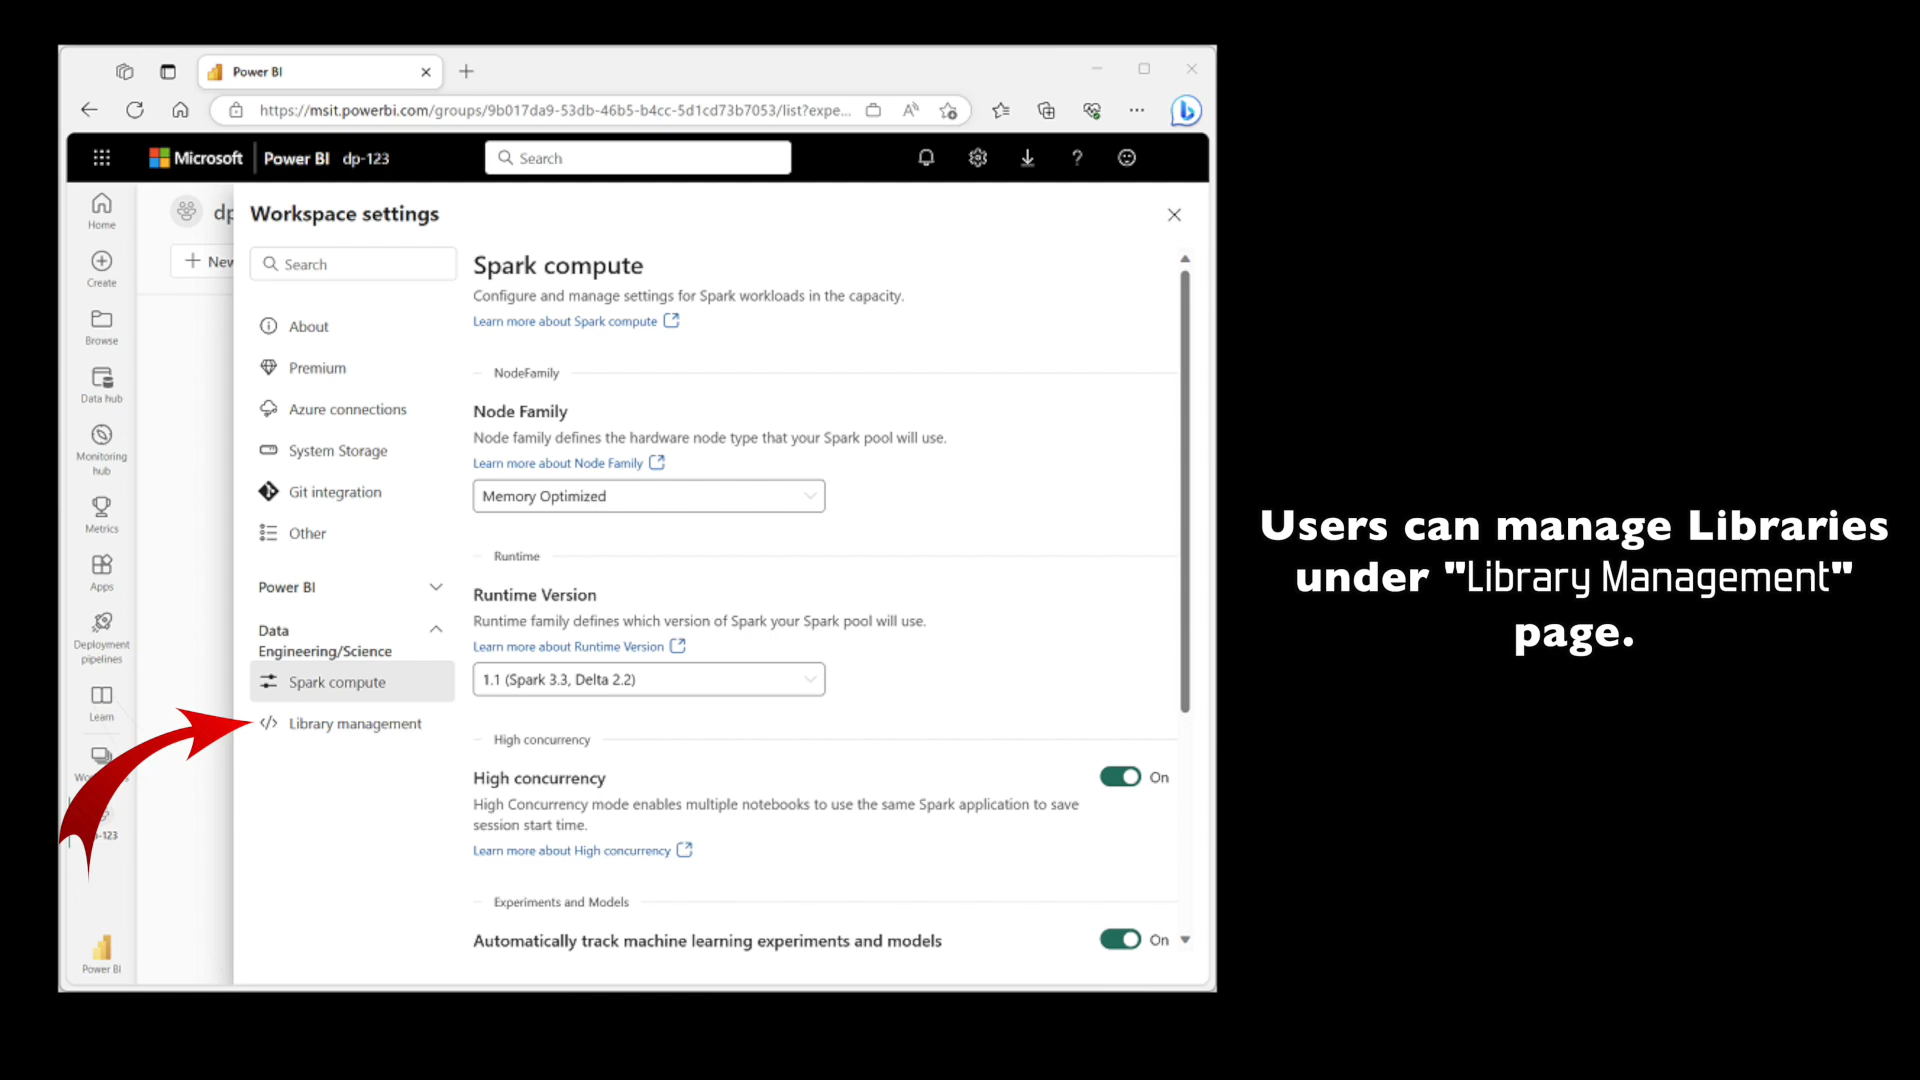 Power BI
https://msit.powerbi.com/groups/9b017da9-53db-46b5-b4cc-5d1cd73b7053/list?expe...
Microsoft
Power BI dp-123
Search
Home
Create
Browse
Data hub
Monitoring
hub
Metrics
Apps
Deployment
pipelines
Learn
Power BI
New
Workspace settings
Search
About
Premium
Azure connections
System Storage
Git integration
Other
Power BI
Data
Engineering/Science
Spark compute
Library management
Spark compute
Configure and manage settings for Spark workloads in the capacity.
Learn more about Spark compute
NodeFamily
Node Family
Node family defines the hardware node type that your Spark pool will use.
Learn more about Node Family
Memory Optimized
Runtime
Runtime Version
Runtime family defines which version of Spark your Spark pool will use.
Learn more about Runtime Version
1.1 (Spark 3.3, Delta 2.2)
High concurrency
High concurrency
On
High Concurrency mode enables multiple notebooks to use the same Spark application to save
session start time.
Learn more about High concurrency
Experiments and Models
Automatically track machine learning experiments and models
On
Users can manage Libraries
under "Library Management"
page.